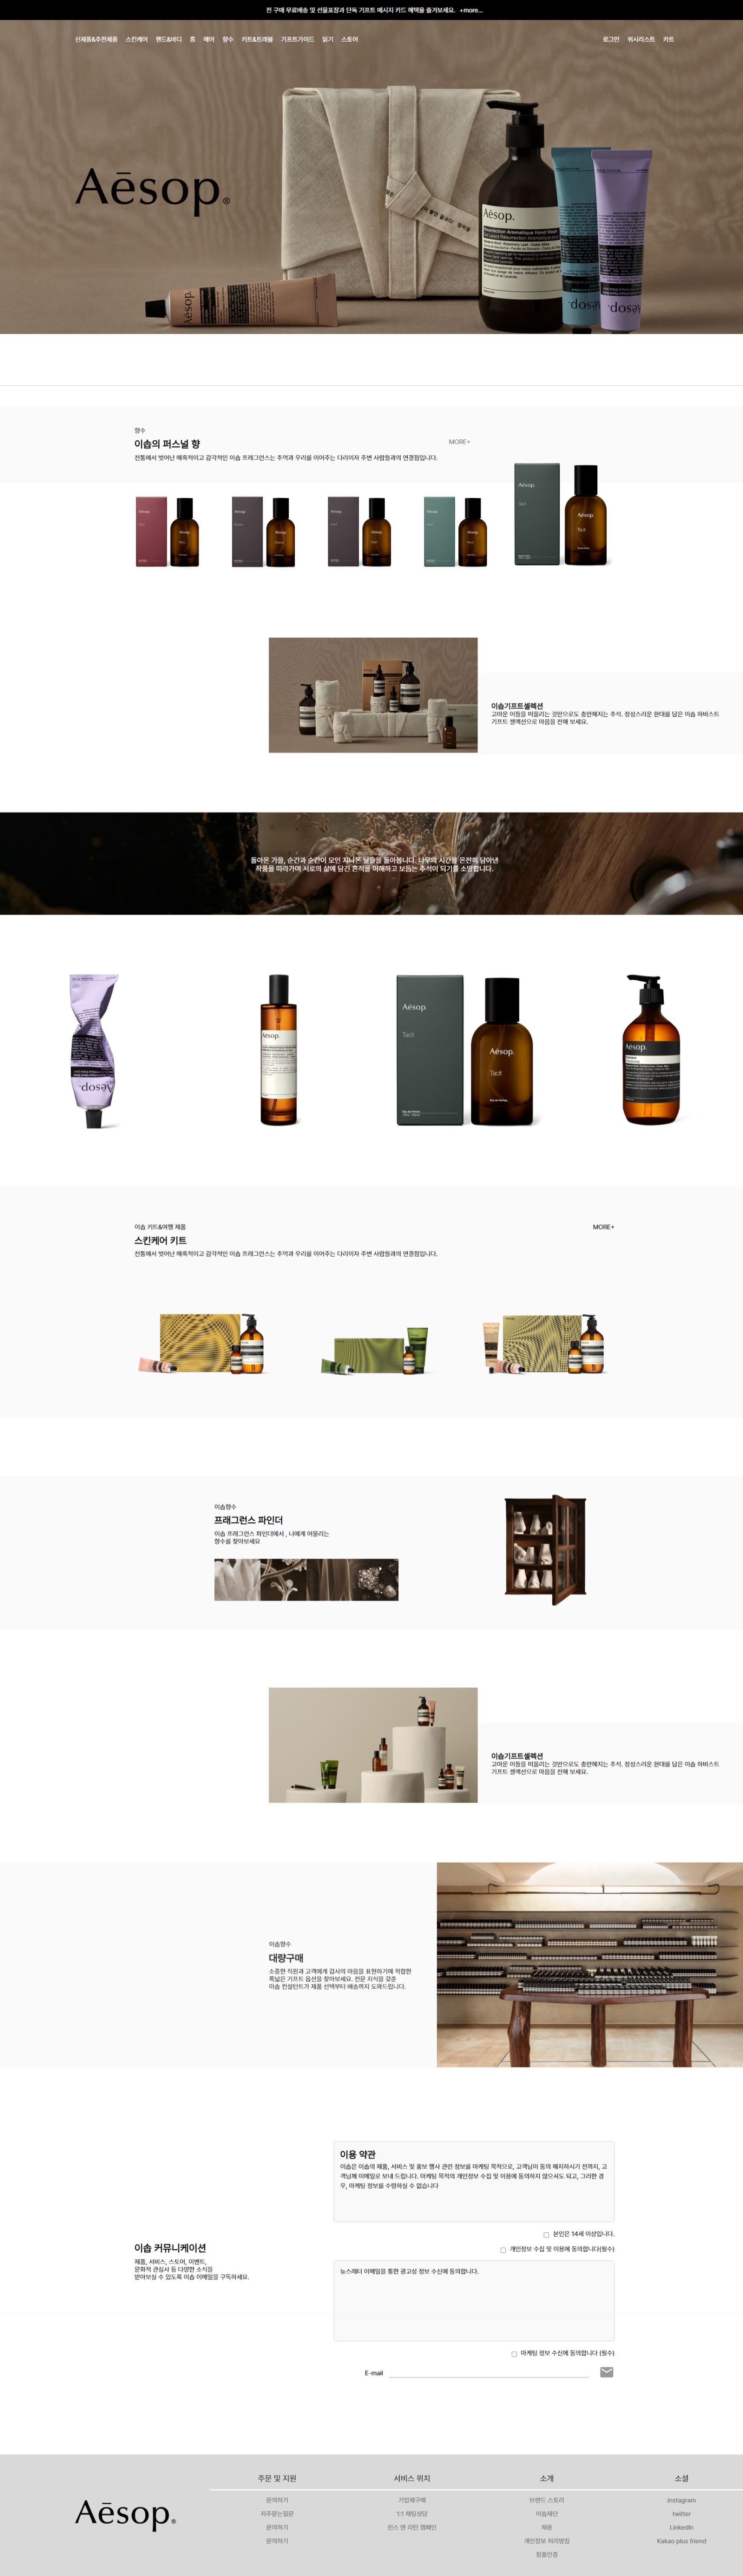 전 구매 무료배송 및 선물포장과 단독 기프트 메시지 카드 혜택을 즐겨보세요. +more...
신제품&추천제품 스킨케어 핸드&바디 홈 헤어 향수 키트&트래블 기프트가이드 읽기 스토어
로그인 위시리스트 카트
Aēsop®
Aēsop.
Resurrection Aromatique Hand Wash
Aēsop.
Aēsop.
Aēsop.
향수
이솝의 퍼스널 향
MORE+
전통에서 벗어난 매혹적이고 감각적인 이솝 프래그런스는 추억과 우리를 이어주는 다리이자 주변 사람들과의 연결점입니다.
Aēsop.
Tacit
Aēsop.
Tacit
이솝기프트셀렉션
고마운 이들을 떠올리는 것만으로도 충만해지는 추석. 정성스러운 환대를 담은 이솝 하비스트
기프트 셀렉션으로 마음을 전해 보세요.
돌아온 가을, 순간과 순간이 모인 지나온 날들을 돌아봅니다. 나무의 시간을 온전히 담아낸
작품을 따라가며 서로의 삶에 담긴 흔적을 이해하고 보듬는 추석이 되기를 소망합니다.
Aēsop.
Aēsop.
Aēsop.
Tacit
Aēsop.
Tacit
Aēsop.
이솝 키트&여행 제품
MORE+
스킨케어 키트
전통에서 벗어난 매혹적이고 감각적인 이솝 프래그런스는 추억과 우리를 이어주는 다리이자 주변 사람들과의 연결점입니다.
이솝향수
프래그런스 파인더
이솝 프래그런스 파인더에서 , 나에게 어울리는
향수를 찾아보세요
이솝기프트셀렉션
고마운 이들을 떠올리는 것만으로도 충만해지는 추석. 정성스러운 환대를 담은 이솝 하비스트
기프트 셀렉션으로 마음을 전해 보세요.
이솝향수
대량구매
소중한 직원과 고객에게 감사의 마음을 표현하기에 적합한
폭넓은 기프트 옵션을 찾아보세요. 전문 지식을 갖춘
이솝 컨설턴트가 제품 선택부터 배송까지 도와드립니다.
이용 약관
이솝은 이솝의 제품, 서비스 및 홍보 행사 관련 정보를 마케팅 목적으로, 고객님이 동의 해지하시기 전까지, 고
객님께 이메일로 보내 드립니다. 마케팅 목적의 개인정보 수집 및 이용에 동의하지 않으셔도 되고, 그러한 경
우, 마케팅 정보를 수령하실 수 없습니다
본인은 14세 이상입니다.
개인정보 수집 및 이용에 동의합니다(필수)
이솝 커뮤니케이션
제품, 서비스, 스토어, 이벤트,
문화적 관심사 등 다양한 소식을
받아보실 수 있도록 이솝 이메일을 구독하세요.
뉴스레터 이메일을 통한 광고성 정보 수신에 동의합니다.
마케팅 정보 수신에 동의합니다 (필수)
E-mail
Aēsop®
주문 및 지원
문의하기
자주묻는질문
문의하기
문의하기
서비스 위치
기업체구매
1:1 채팅상담
린스 앤 리턴 캠페인
소개
브랜드 스토리
이솝재단
채용
개인정보 처리방침
정품인증
소셜
instagram
twitter
LinkedIn
Kakao plus friend